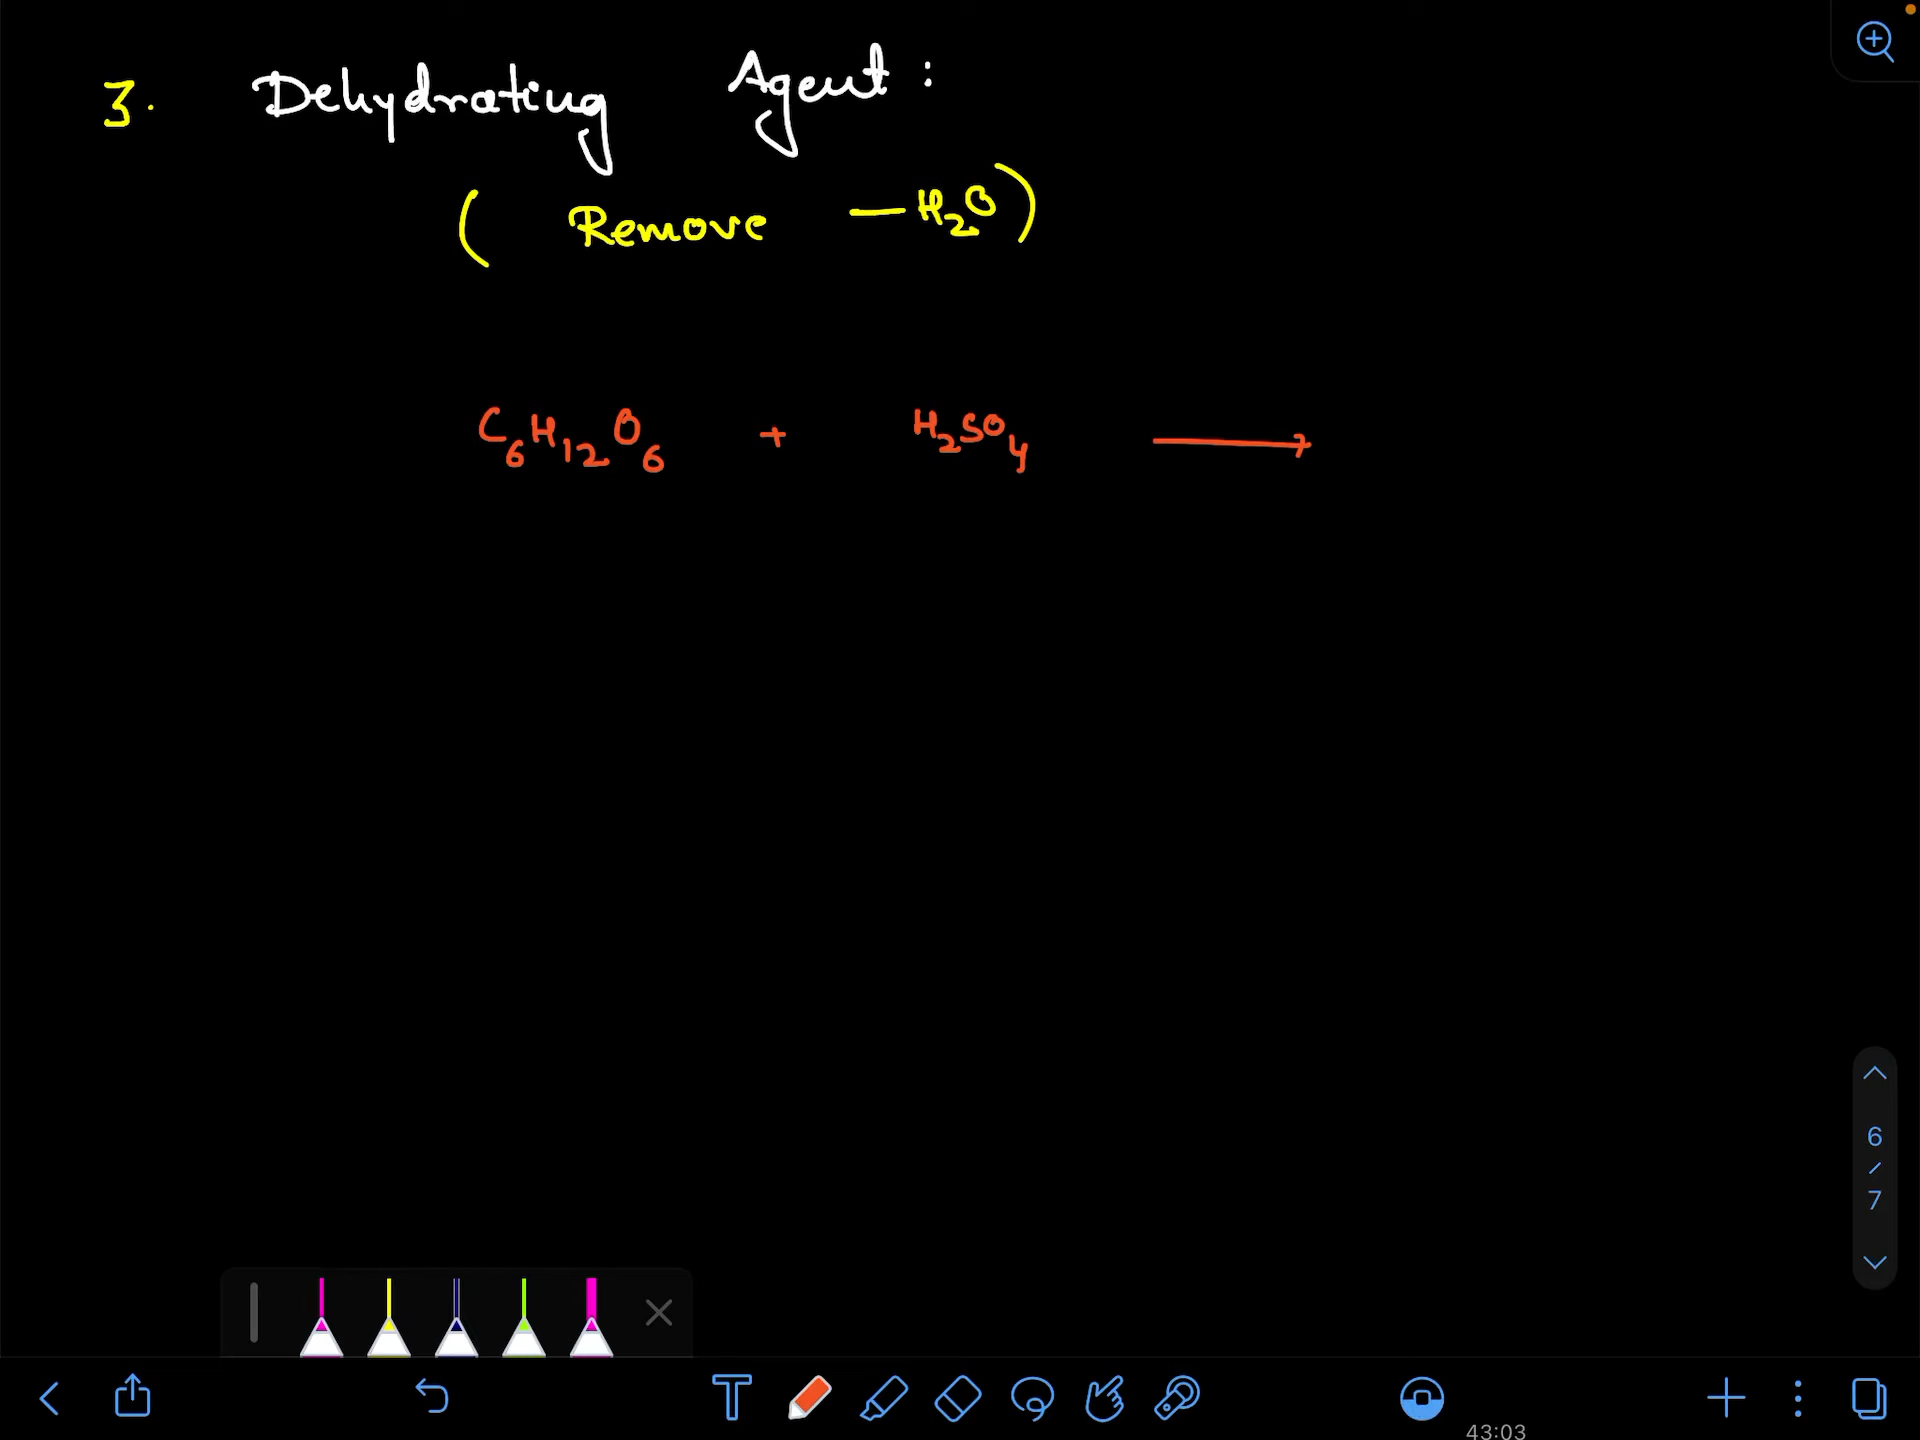 3. Dehydrating Agent:
( Remove —H₂O)
C₆H₁₂O₆ + H₂SO₄ ⟶
6
/
7
43:03